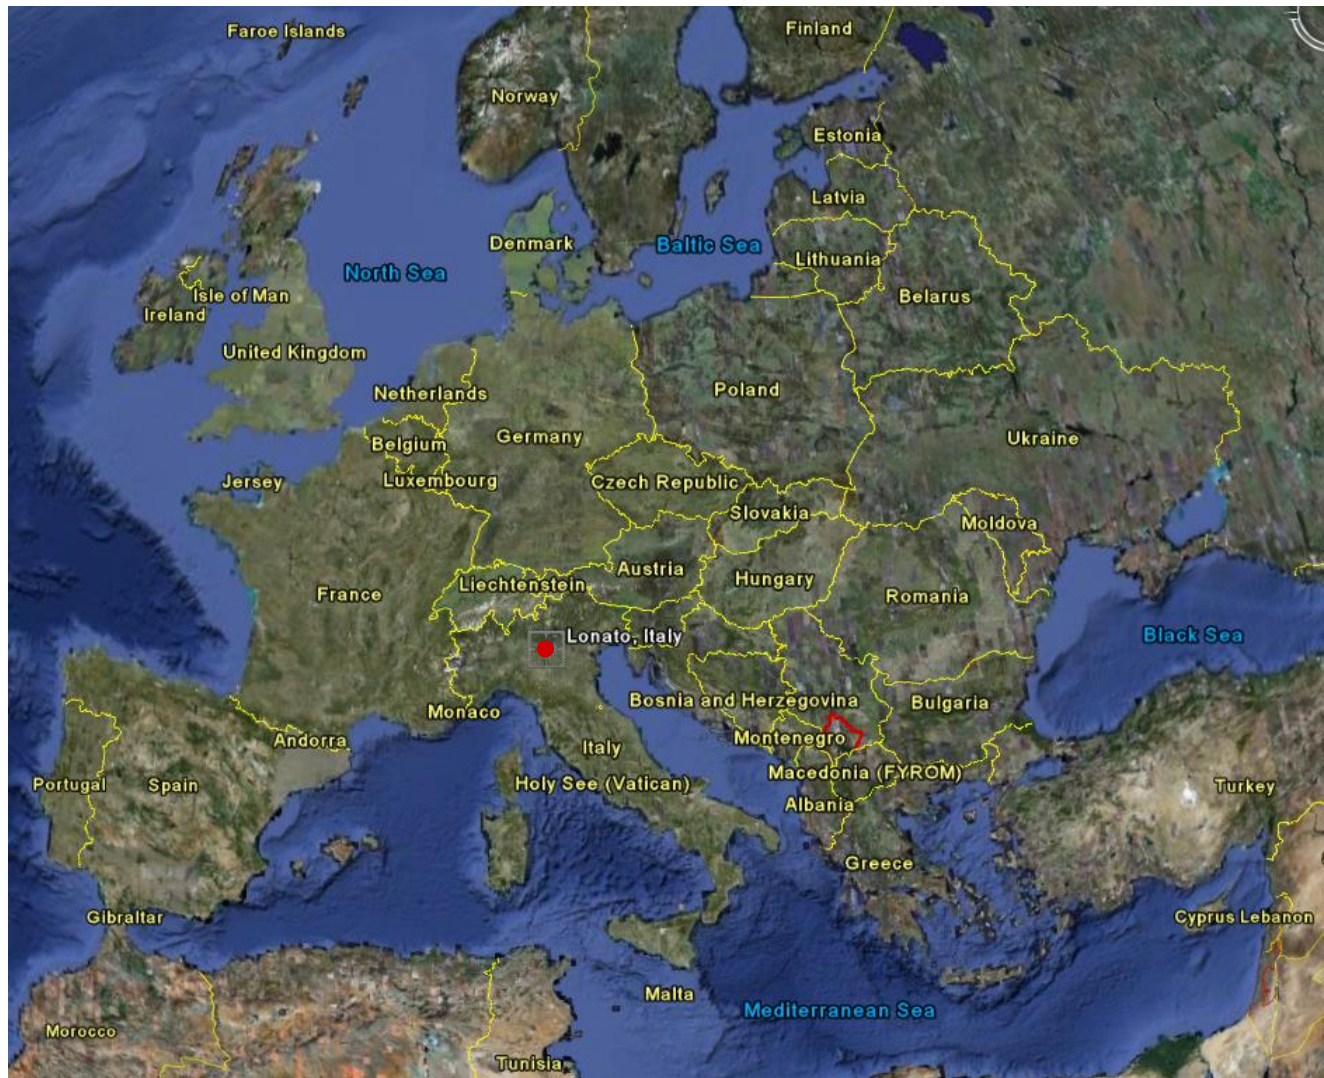 Faroe Islands
Finland
Norway
Estonia
Latvia
Denmark
Baltic Sea
Lithuania
North Sea
Isle of Man
Ireland
Belarus
United Kingdom
Netherlands
Poland
Germany
Belgium
Ukraine
Jersey
Luxembourg
Czech Republic
Slovakia
Moldova
Austria
Liechtenstein
Hungary
France
Romania
Lonato, Italy
Black Sea
Bosnia and Herzegovina
Bulgaria
Monaco
Andorra
Italy
Montenegro
Portugal
Spain
Holy See (Vatican)
Macedonia (FYROM)
Turkey
Albania
Greece
Gibraltar
Cyprus
Lebanon
Malta
Mediterranean Sea
Morocco
Tunisia